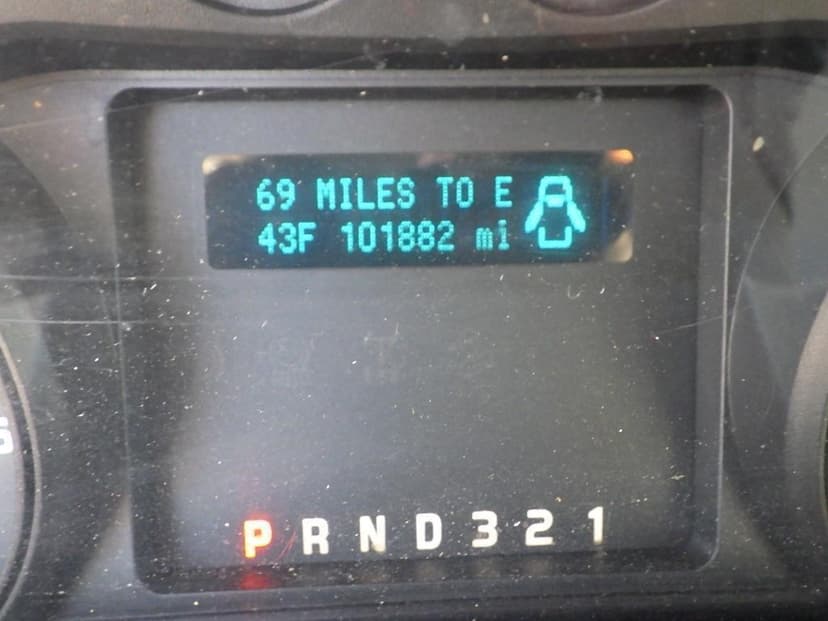 69 MILES TO E
43F 101882 mi
P R N D 3 2 1